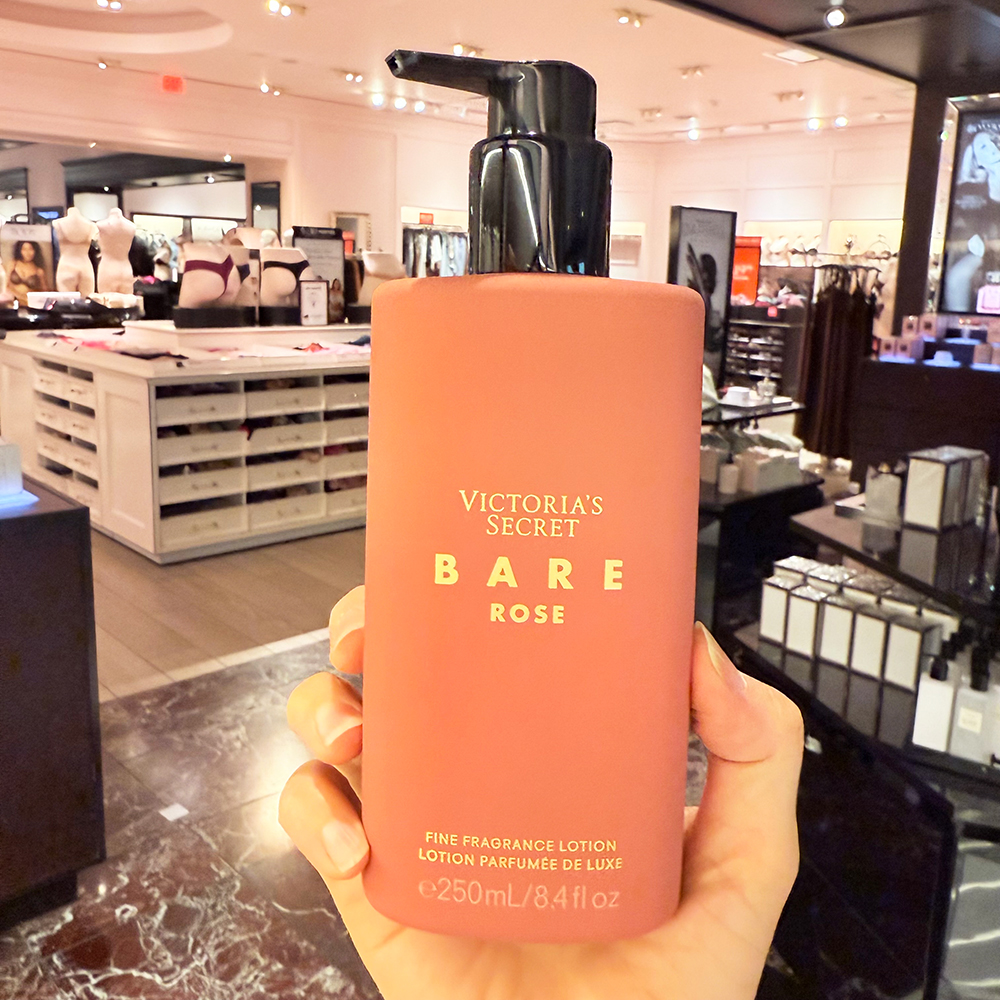 VICTORIA'S
SECRET
BARE
ROSE
FINE FRAGRANCE LOTION
LOTION PARFUMÉE DE LUXE
℮250mL/8.4fl oz